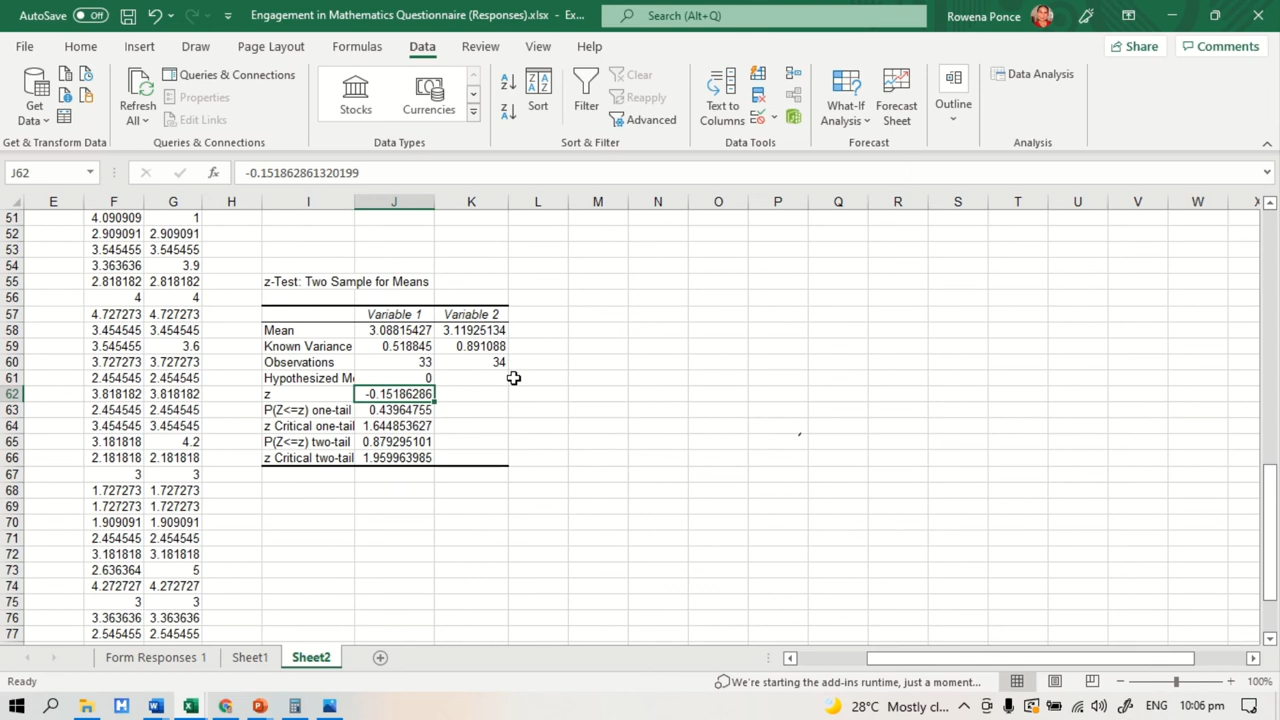 AutoSave Off Engagement in Mathematics Questionnaire (Responses).xlsx - Ex... Search (Alt+Q) Rowena Ponce
File Home Insert Draw Page Layout Formulas Data Review View Help Share Comments
Get Data
Refresh All
Queries & Connections
Properties
Edit Links
Stocks Currencies
Sort
Filter
Clear
Reapply
Advanced
Text to Columns
What-If Analysis
Forecast Sheet
Outline
Data Analysis
Get & Transform Data Queries & Connections Data Types Sort & Filter Data Tools Forecast Analysis
J62 fx -0.151862861320199
E F G H I J K L M N O P Q R S T U V W X
51 4.090909 1
52 2.909091 2.909091
53 3.545455 3.545455
54 3.363636 3.9
55 2.818182 2.818182 z-Test: Two Sample for Means
56 4 4
57 4.727273 4.727273 Variable 1 Variable 2
58 3.454545 3.454545 Mean 3.08815427 3.11925134
59 3.545455 3.6 Known Variance 0.518845 0.891088
60 3.727273 3.727273 Observations 33 34
61 2.454545 2.454545 Hypothesized Me 0
62 3.818182 3.818182 z -0.15186286
63 2.454545 2.454545 P(Z<=z) one-tail 0.43964755
64 3.454545 3.454545 z Critical one-tail 1.644853627
65 3.181818 4.2 P(Z<=z) two-tail 0.879295101
66 2.181818 2.181818 z Critical two-tail 1.959963985
67 3 3
68 1.727273 1.727273
69 1.727273 1.727273
70 1.909091 1.909091
71 2.454545 2.454545
72 3.181818 3.181818
73 2.636364 5
74 4.272727 4.272727
75 3 3
76 3.363636 3.363636
77 2.545455 2.545455
Form Responses 1 Sheet1 Sheet2
Ready We're starting the add-ins runtime, just a moment... 100%
28°C Mostly cl... ENG 10:06 pm